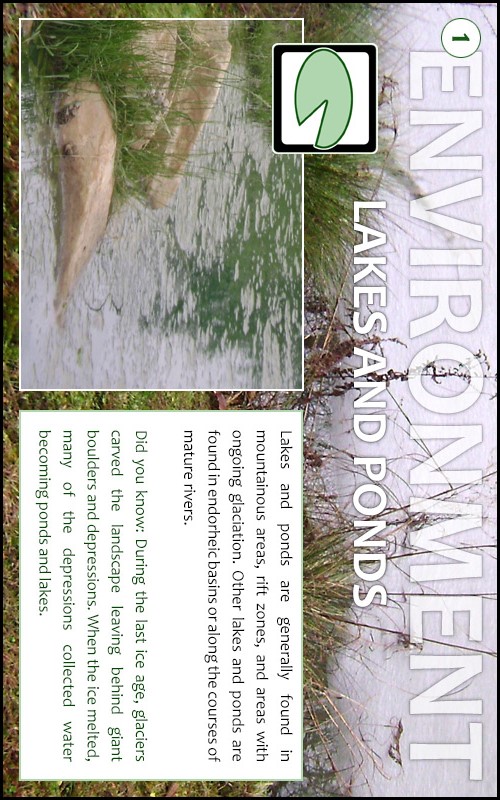 1
ENVIRONMENT
LAKES AND PONDS
Lakes and ponds are generally found in
mountainous areas, rift zones, and areas with
ongoing glaciation. Other lakes and ponds are
found in endorheic basins or along the courses of
mature rivers.
Did you know: During the last ice age, glaciers
carved the landscape leaving behind giant
boulders and depressions. When the ice melted,
many of the depressions collected water
becoming ponds and lakes.